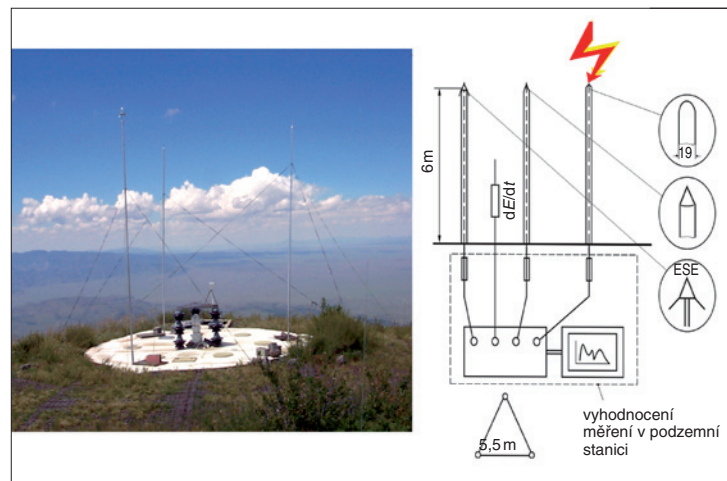 6 m
dE/dt
19
ESE
5,5 m
vyhodnocení
měření v podzemní
stanici